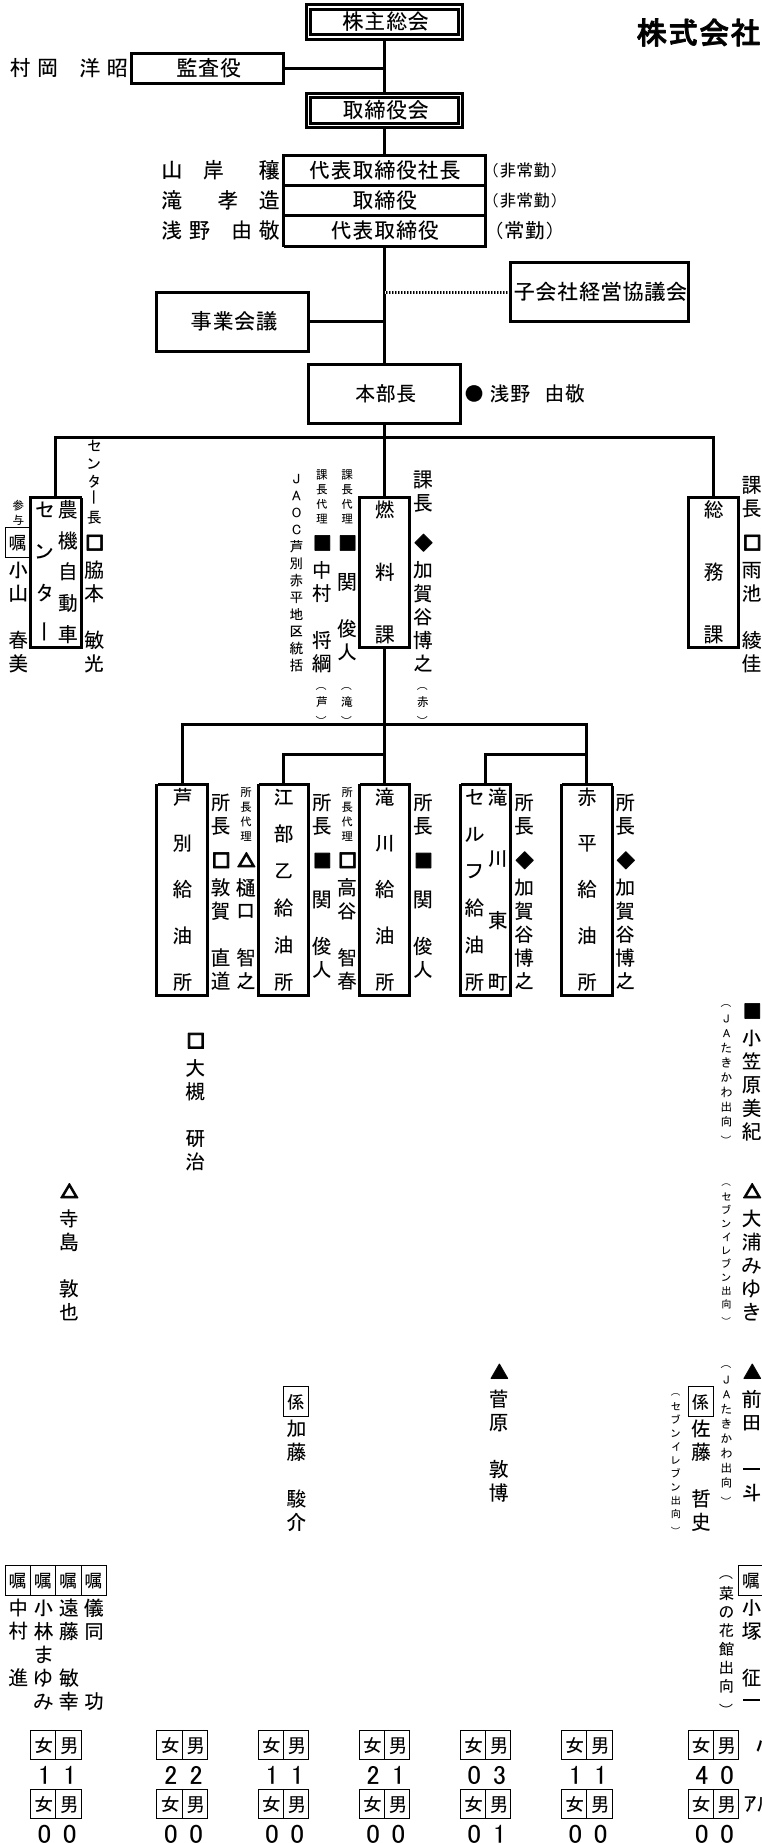 株式会社
株主総会
村岡 洋昭 監査役
取締役会
山岸 穰 代表取締役社長 （非常勤）
滝 孝造 取締役 （非常勤）
浅野 由敬 代表取締役 （常勤）
子会社経営協議会
事業会議
本部長 ●浅野 由敬
総務課
課長 □雨池 綾佳
燃料課
課長 ◆加賀谷博之（赤）
課長代理 ■関 俊人（滝）
課長代理 ■中村 将綱（芦）
ＪＡＯＣ芦別赤平地区統括
農機自動車センター
センター長 □脇本 敏光
参与 嘱 小山 春美
赤平給油所
所長 ◆加賀谷博之
滝川東町セルフ給油所
所長 ◆加賀谷博之
滝川給油所
所長 ■関 俊人
所長代理 □高谷 智春
江部乙給油所
所長 ■関 俊人
所長代理 △樋口 智之
芦別給油所
所長 □敦賀 直道
■小笠原美紀
（ＪＡたきかわ出向）
□大槻 研治
△大浦みゆき
（セブンイレブン出向）
△寺島 敦也
▲前田 一斗
（ＪＡたきかわ出向）
係 佐藤 哲史
（セブンイレブン出向）
▲菅原 敦博
係 加藤 駿介
嘱 小塚 征一
（菜の花館出向）
嘱 儀同 功
嘱 遠藤 敏幸
嘱 小林まゆみ
嘱 中村 進
女 男 女 男 女 男 女 男 女 男 女 男 女 男
1 1 2 2 1 1 2 1 0 3 1 1 4 0
女 男 女 男 女 男 女 男 女 男 女 男 女 男 ア
0 0 0 0 0 0 0 0 0 1 0 0 0 0